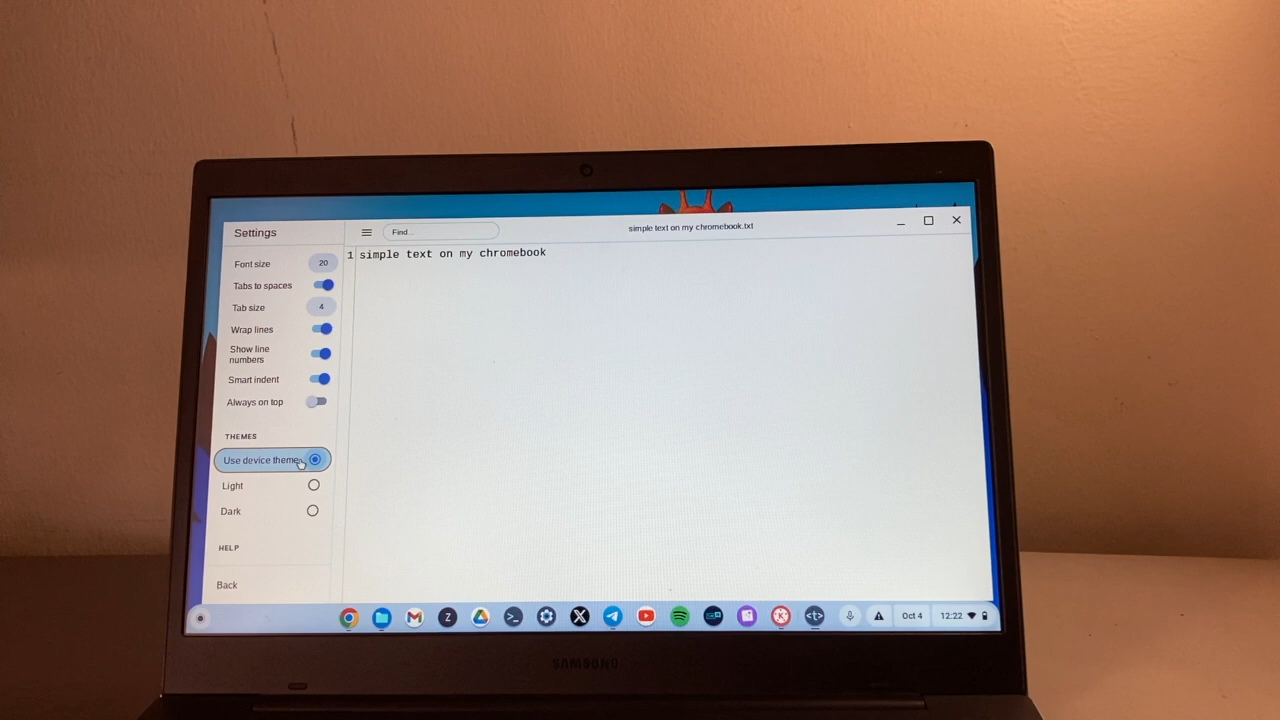 Settings
Find...
simple text on my chromebook.txt
Font size 20
Tabs to spaces
Tab size 4
Wrap lines
Show line
numbers
Smart indent
Always on top
THEMES
Use device theme
Light
Dark
HELP
Back
1 simple text on my chromebook
Oct 4 12:22
SAMSUNG